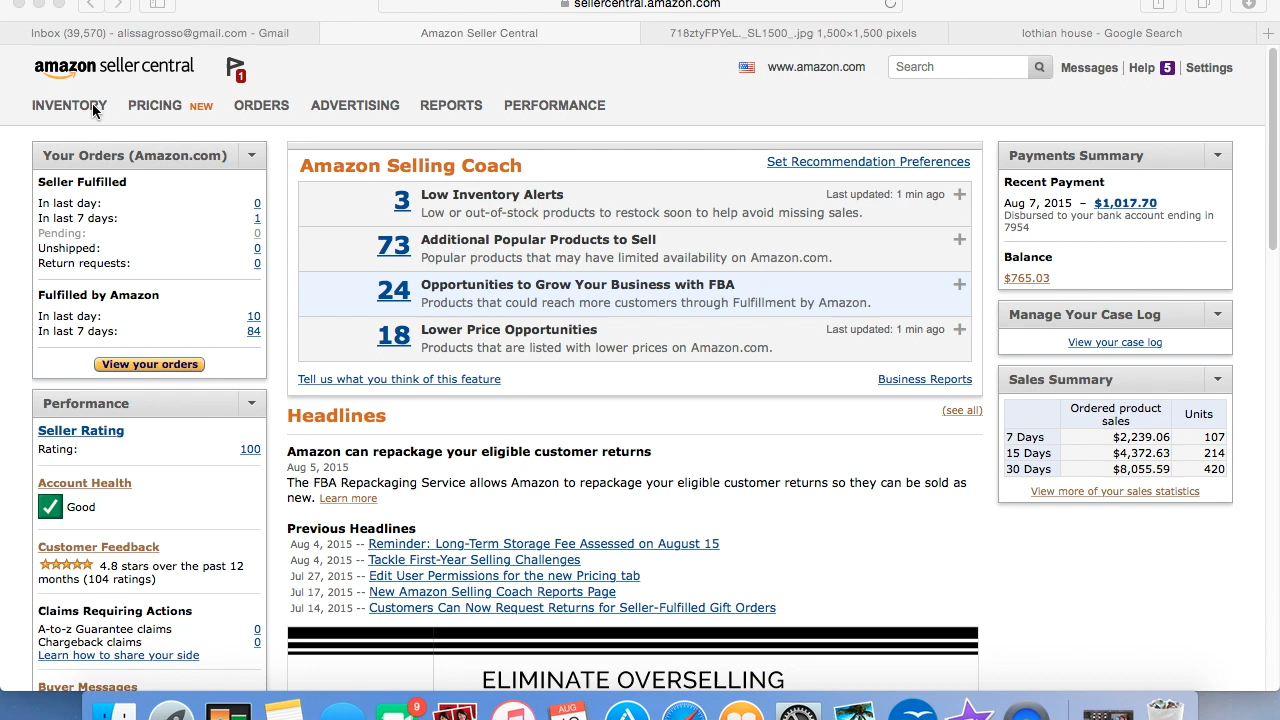 sellercentral.amazon.com
Inbox (39,570) - alissagrosso@gmail.com - Gmail
Amazon Seller Central
718ztyFPYeL._SL1500_.jpg 1,500×1,500 pixels
lothian house - Google Search
amazon seller central
1
www.amazon.com
Search
Messages
Help 5
Settings
INVENTORY
PRICING NEW
ORDERS
ADVERTISING
REPORTS
PERFORMANCE
Your Orders (Amazon.com)
Seller Fulfilled
In last day: 0
In last 7 days: 1
Pending: 0
Unshipped: 0
Return requests: 0
Fulfilled by Amazon
In last day: 10
In last 7 days: 84
View your orders
Performance
Seller Rating
Rating: 100
Account Health
Good
Customer Feedback
4.8 stars over the past 12
months (104 ratings)
Claims Requiring Actions
A-to-z Guarantee claims 0
Chargeback claims 0
Learn how to share your side
Buyer Messages
Amazon Selling Coach
Set Recommendation Preferences
3 Low Inventory Alerts Last updated: 1 min ago
Low or out-of-stock products to restock soon to help avoid missing sales.
73 Additional Popular Products to Sell
Popular products that may have limited availability on Amazon.com.
24 Opportunities to Grow Your Business with FBA
Products that could reach more customers through Fulfillment by Amazon.
18 Lower Price Opportunities Last updated: 1 min ago
Products that are listed with lower prices on Amazon.com.
Tell us what you think of this feature
Business Reports
Headlines
(see all)
Amazon can repackage your eligible customer returns
Aug 5, 2015
The FBA Repackaging Service allows Amazon to repackage your eligible customer returns so they can be sold as
new. Learn more
Previous Headlines
Aug 4, 2015 -- Reminder: Long-Term Storage Fee Assessed on August 15
Aug 4, 2015 -- Tackle First-Year Selling Challenges
Jul 27, 2015 -- Edit User Permissions for the new Pricing tab
Jul 17, 2015 -- New Amazon Selling Coach Reports Page
Jul 14, 2015 -- Customers Can Now Request Returns for Seller-Fulfilled Gift Orders
ELIMINATE OVERSELLING
Payments Summary
Recent Payment
Aug 7, 2015 – $1,017.70
Disbursed to your bank account ending in
7954
Balance
$765.03
Manage Your Case Log
View your case log
Sales Summary
Ordered product
sales
Units
7 Days $2,239.06 107
15 Days $4,372.63 214
30 Days $8,055.59 420
View more of your sales statistics
9
AUG